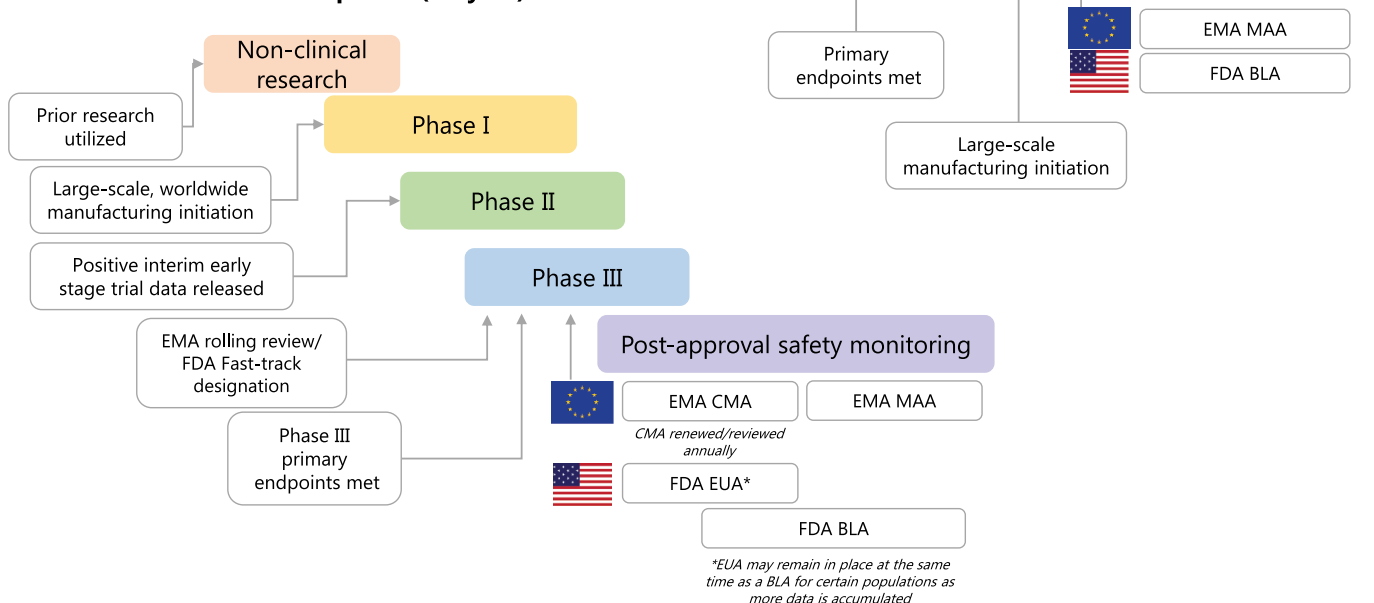 Primary
endpoints met
EMA MAA
FDA BLA
Large-scale
manufacturing initiation
Non-clinical
research
Prior research
utilized
Phase I
Large-scale, worldwide
manufacturing initiation
Phase II
Positive interim early
stage trial data released
Phase III
EMA rolling review/
FDA Fast-track
designation
Post-approval safety monitoring
Phase III
primary
endpoints met
EMA CMA
EMA MAA
CMA renewed/reviewed
annually
FDA EUA*
FDA BLA
*EUA may remain in place at the same
time as a BLA for certain populations as
more data is accumulated